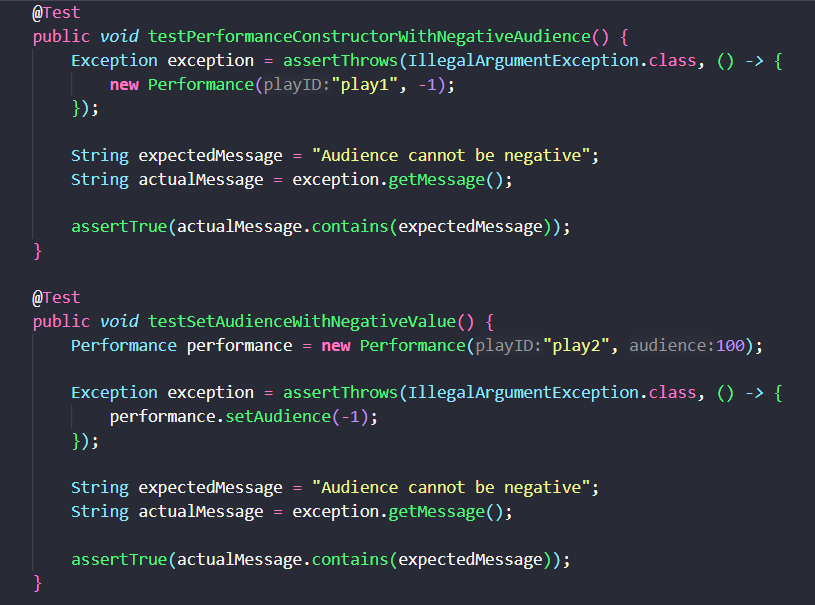 @Test
public void testPerformanceConstructorWithNegativeAudience() {
Exception exception = assertThrows(IllegalArgumentException.class, () -> {
new Performance(playID:"play1", -1);
});
String expectedMessage = "Audience cannot be negative";
String actualMessage = exception.getMessage();
assertTrue(actualMessage.contains(expectedMessage));
}
@Test
public void testSetAudienceWithNegativeValue() {
Performance performance = new Performance(playID:"play2", audience:100);
Exception exception = assertThrows(IllegalArgumentException.class, () -> {
performance.setAudience(-1);
});
String expectedMessage = "Audience cannot be negative";
String actualMessage = exception.getMessage();
assertTrue(actualMessage.contains(expectedMessage));
}